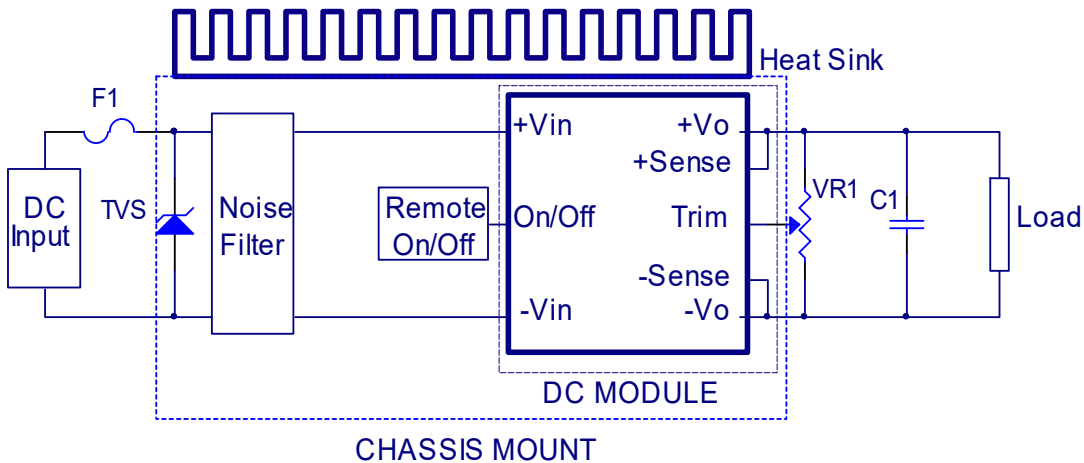 Heat Sink
F1
+Vin
+Vo
+Sense
DC
Input
TVS
Noise
Filter
Remote
On/Off
On/Off
Trim
VR1
C1
Load
-Sense
-Vin
-Vo
DC MODULE
CHASSIS MOUNT